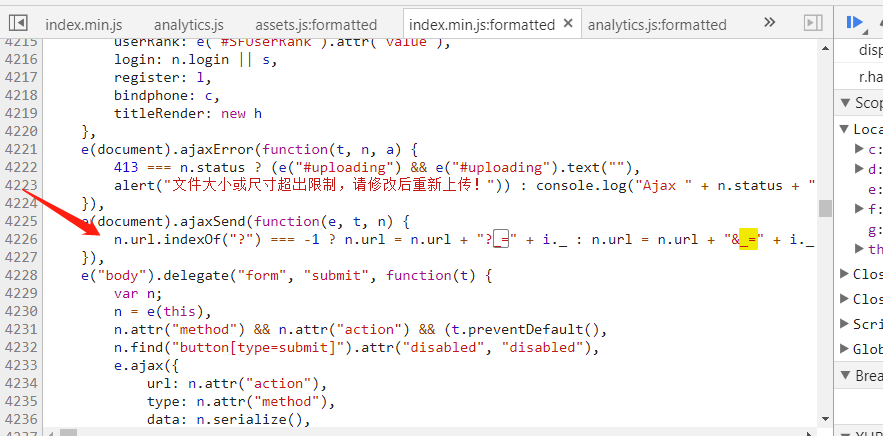 index.min.js analytics.js assets.js:formatted index.min.js:formatted × analytics.js:formatted »
4215 userRank: e("#SFUserRank").attr("value"),
4216 login: n.login || s,
4217 register: l,
4218 bindphone: c,
4219 titleRender: new h
4220 },
4221 e(document).ajaxError(function(t, n, a) {
4222 413 === n.status ? (e("#uploading") && e("#uploading").text(""),
4223 alert("文件大小或尺寸超出限制，请修改后重新上传！")) : console.log("Ajax " + n.status + "
4224 }),
4225 e(document).ajaxSend(function(e, t, n) {
4226 n.url.indexOf("?") === -1 ? n.url = n.url + "?_=" + i._ : n.url = n.url + "&_=" + i._
4227 }),
4228 e("body").delegate("form", "submit", function(t) {
4229 var n;
4230 n = e(this),
4231 n.attr("method") && n.attr("action") && (t.preventDefault(),
4232 n.find("button[type=submit]").attr("disabled", "disabled"),
4233 e.ajax({
4234 url: n.attr("action"),
4235 type: n.attr("method"),
4236 data: n.serialize(),
4237
disp
r.ha
Scop
Loca
c:
d:
e:
f:
g:
th
Clos
Clos
Scri
Glob
Brea